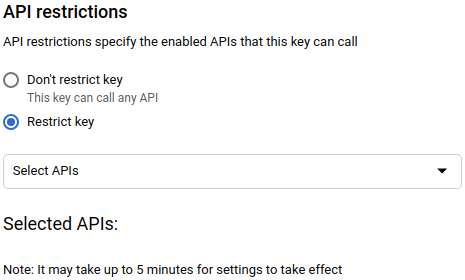 API restrictions
API restrictions specify the enabled APIs that this key can call
Don't restrict key
This key can call any API
Restrict key
Select APIs
Selected APIs:
Note: It may take up to 5 minutes for settings to take effect